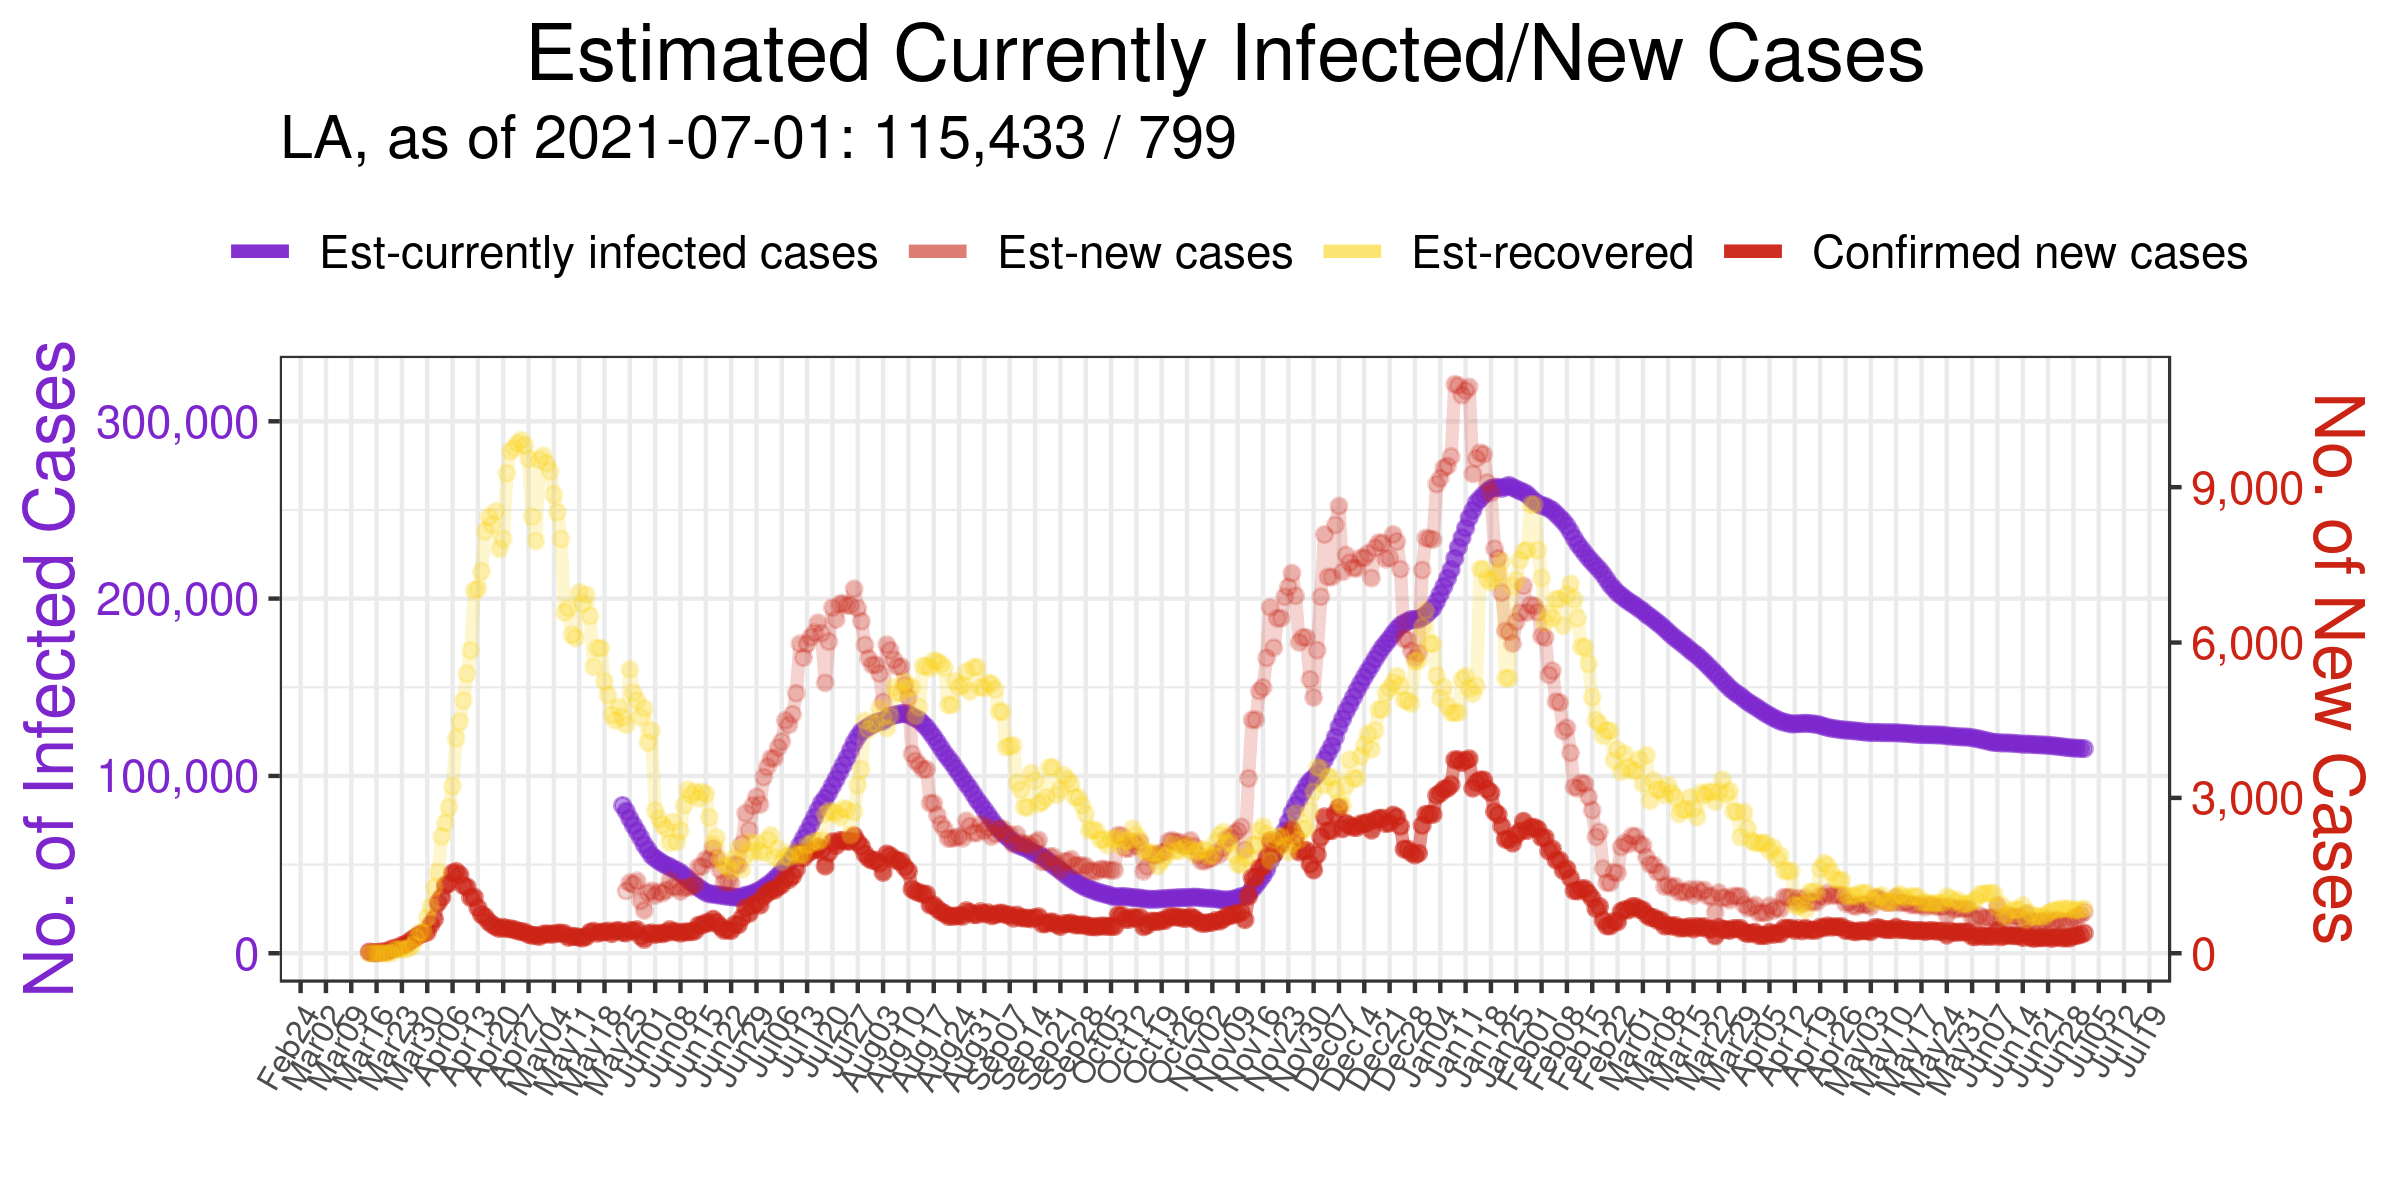 Estimated Currently Infected/New Cases
LA, as of 2021-07-01: 115,433 / 799
Est-currently infected cases Est-new cases Est-recovered Confirmed new cases
No. of Infected Cases
300,000
200,000
100,000
0
No. of New Cases
9,000
6,000
3,000
0
Feb24
Mar02
Mar09
Mar16
Mar23
Mar30
Apr06
Apr13
Apr20
Apr27
May04
May11
May18
May25
Jun01
Jun08
Jun15
Jun22
Jun29
Jul06
Jul13
Jul20
Jul27
Aug03
Aug10
Aug17
Aug24
Aug31
Sep07
Sep14
Sep21
Sep28
Oct05
Oct12
Oct19
Oct26
Nov02
Nov09
Nov16
Nov23
Nov30
Dec07
Dec14
Dec21
Dec28
Jan04
Jan11
Jan18
Jan25
Feb01
Feb08
Feb15
Feb22
Mar01
Mar08
Mar15
Mar22
Mar29
Apr05
Apr12
Apr19
Apr26
May03
May10
May17
May24
May31
Jun07
Jun14
Jun21
Jun28
Jul05
Jul12
Jul19